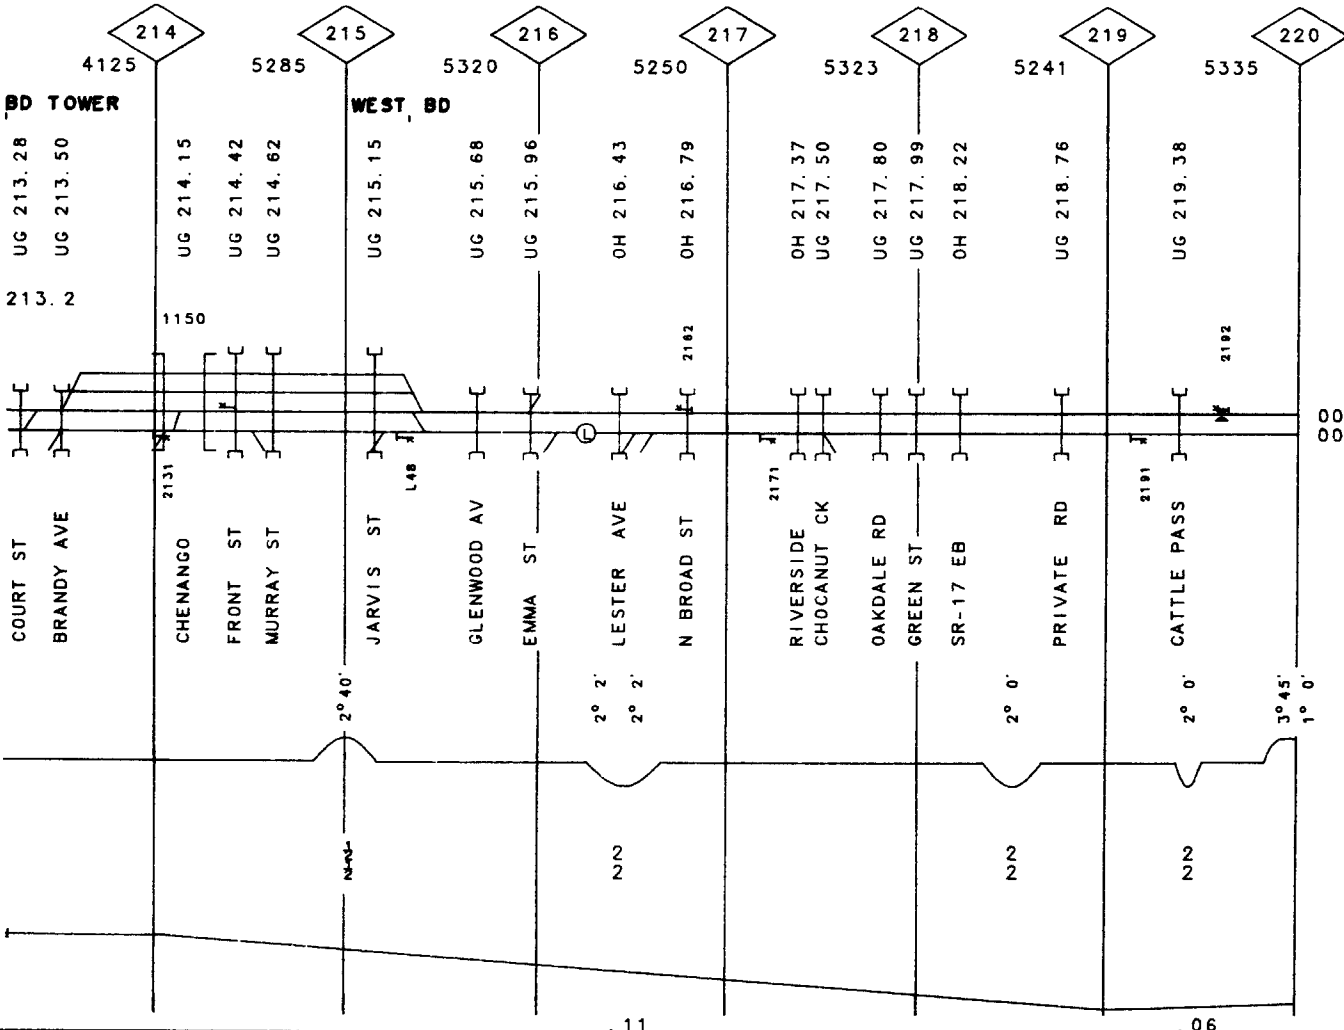 214 215 216 217 218 219 220
4125 5285 5320 5250 5323 5241 5335
BD TOWER
WEST BD
UG 213.28
UG 213.50
UG 214.15
UG 214.42
UG 214.62
UG 215.15
UG 215.68
UG 215.96
OH 216.43
OH 216.79
OH 217.37
UG 217.50
UG 217.80
UG 217.99
OH 218.22
UG 218.76
UG 219.38
213.2
1150
2162
2192
00
00
L
2131
L48
2171
2191
COURT ST
BRANDY AVE
CHENANGO
FRONT ST
MURRAY ST
JARVIS ST
GLENWOOD AV
EMMA ST
LESTER AVE
N BROAD ST
RIVERSIDE
CHOCANUT CK
OAKDALE RD
GREEN ST
SR-17 EB
PRIVATE RD
CATTLE PASS
2° 40'
2° 2'
2° 2'
2° 0'
2° 0'
3° 45'
1° 0'
2 2 2
2 2 2
.11 .06